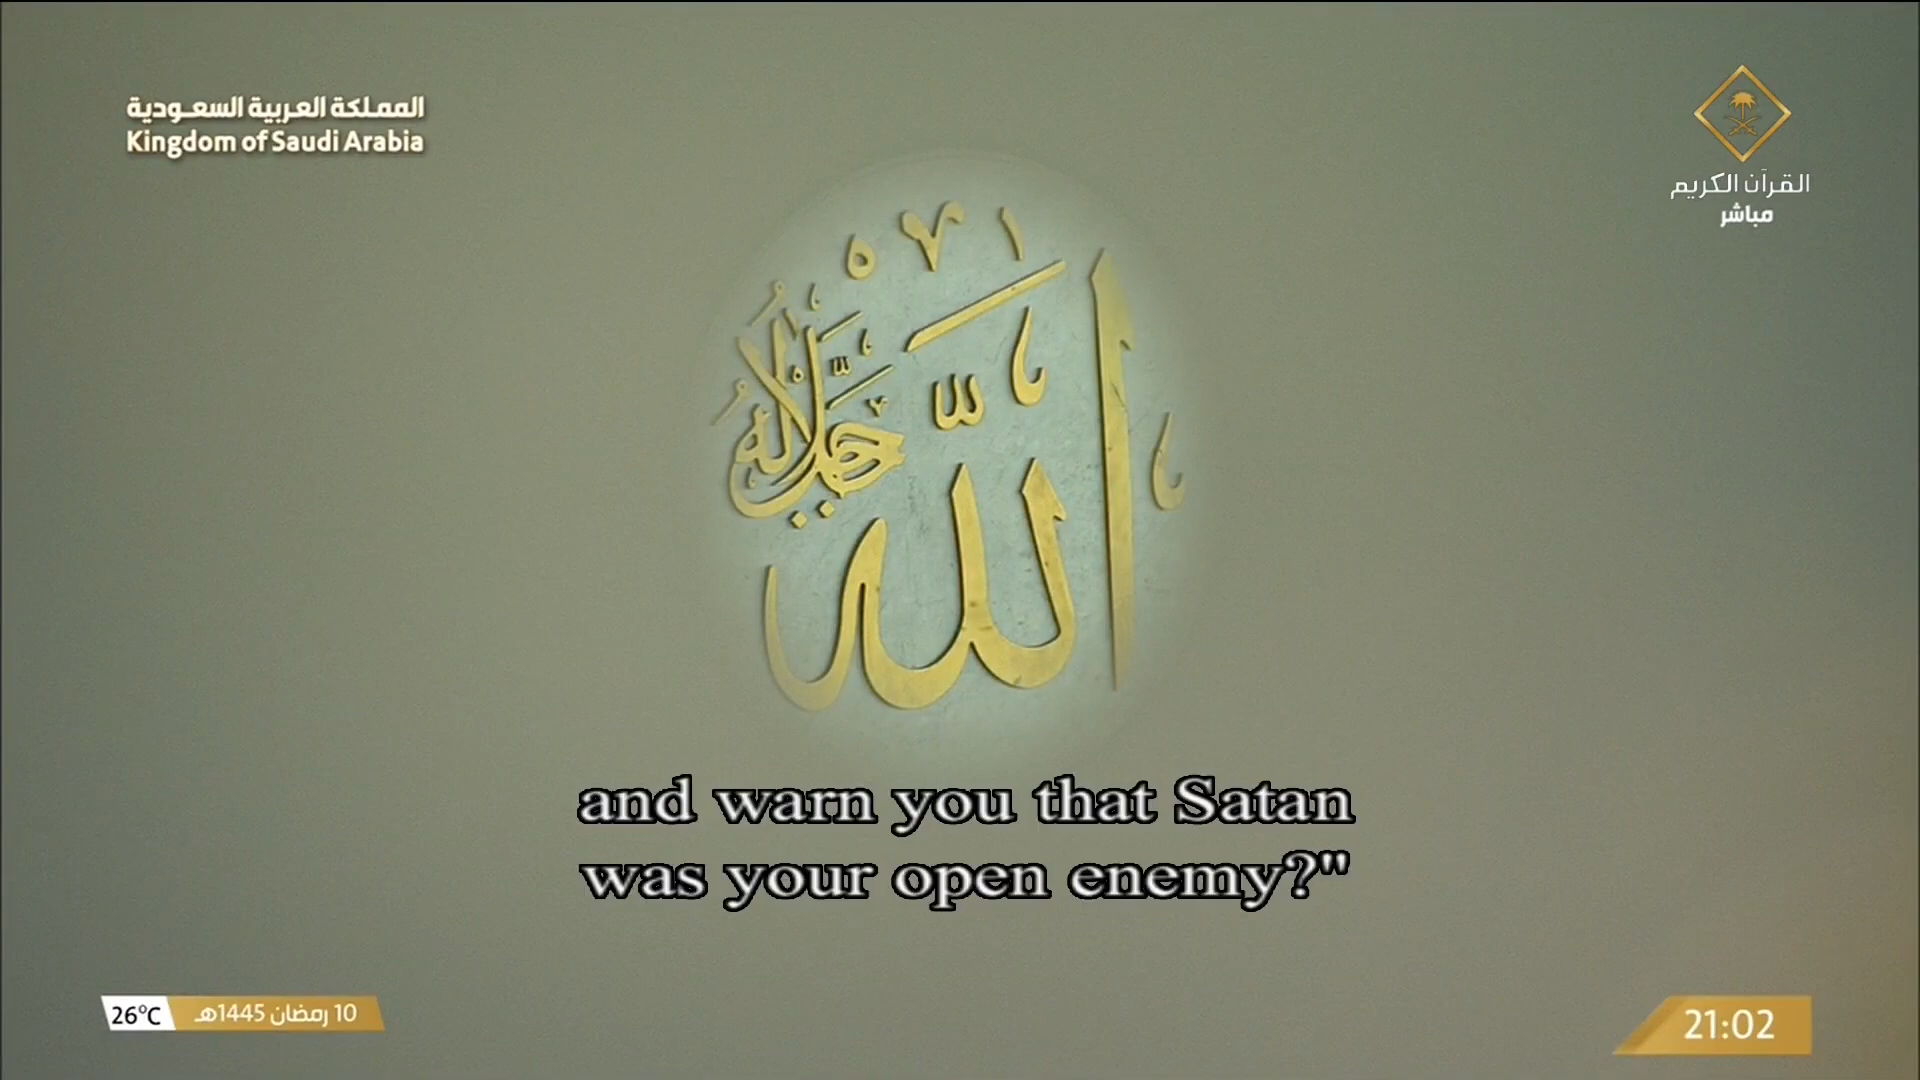 المملكة العربية السعودية
Kingdom of Saudi Arabia
القرآن الكريم
مباشر
الله
جل جلاله
and warn you that Satan
was your open enemy?"
26°C
10 رمضان 1445هـ
21:02